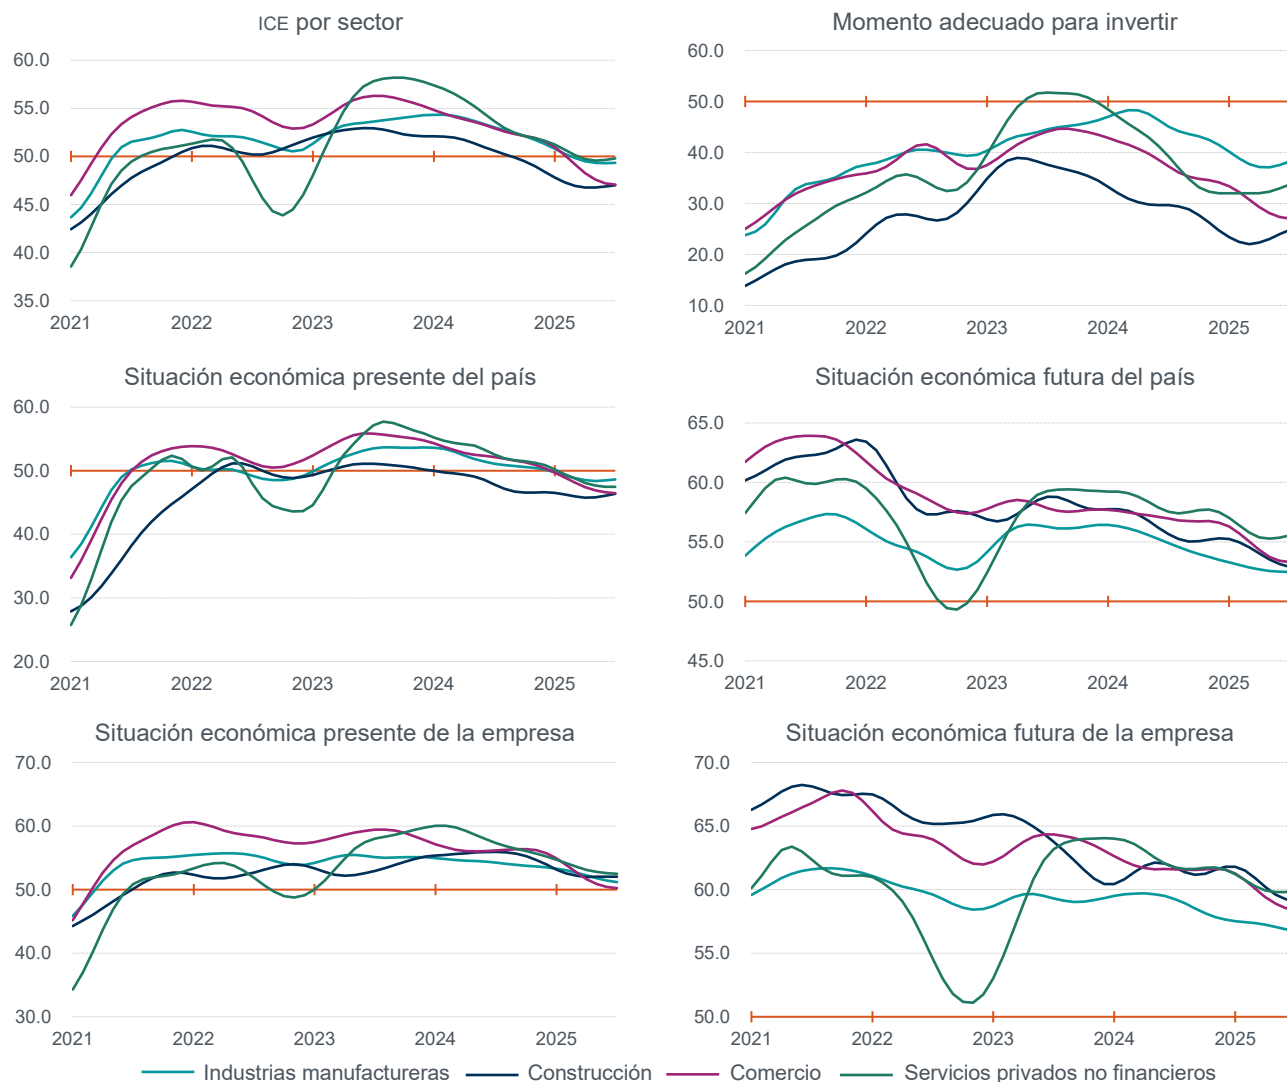 ICE por sector
60.0
55.0
50.0
45.0
40.0
35.0
2021 2022 2023 2024 2025
Momento adecuado para invertir
60.0
50.0
40.0
30.0
20.0
10.0
2021 2022 2023 2024 2025
Situación económica presente del país
60.0
50.0
40.0
30.0
20.0
2021 2022 2023 2024 2025
Situación económica futura del país
65.0
60.0
55.0
50.0
45.0
2021 2022 2023 2024 2025
Situación económica presente de la empresa
70.0
60.0
50.0
40.0
30.0
2021 2022 2023 2024 2025
Situación económica futura de la empresa
70.0
65.0
60.0
55.0
50.0
2021 2022 2023 2024 2025
Industrias manufactureras Construcción Comercio Servicios privados no financieros